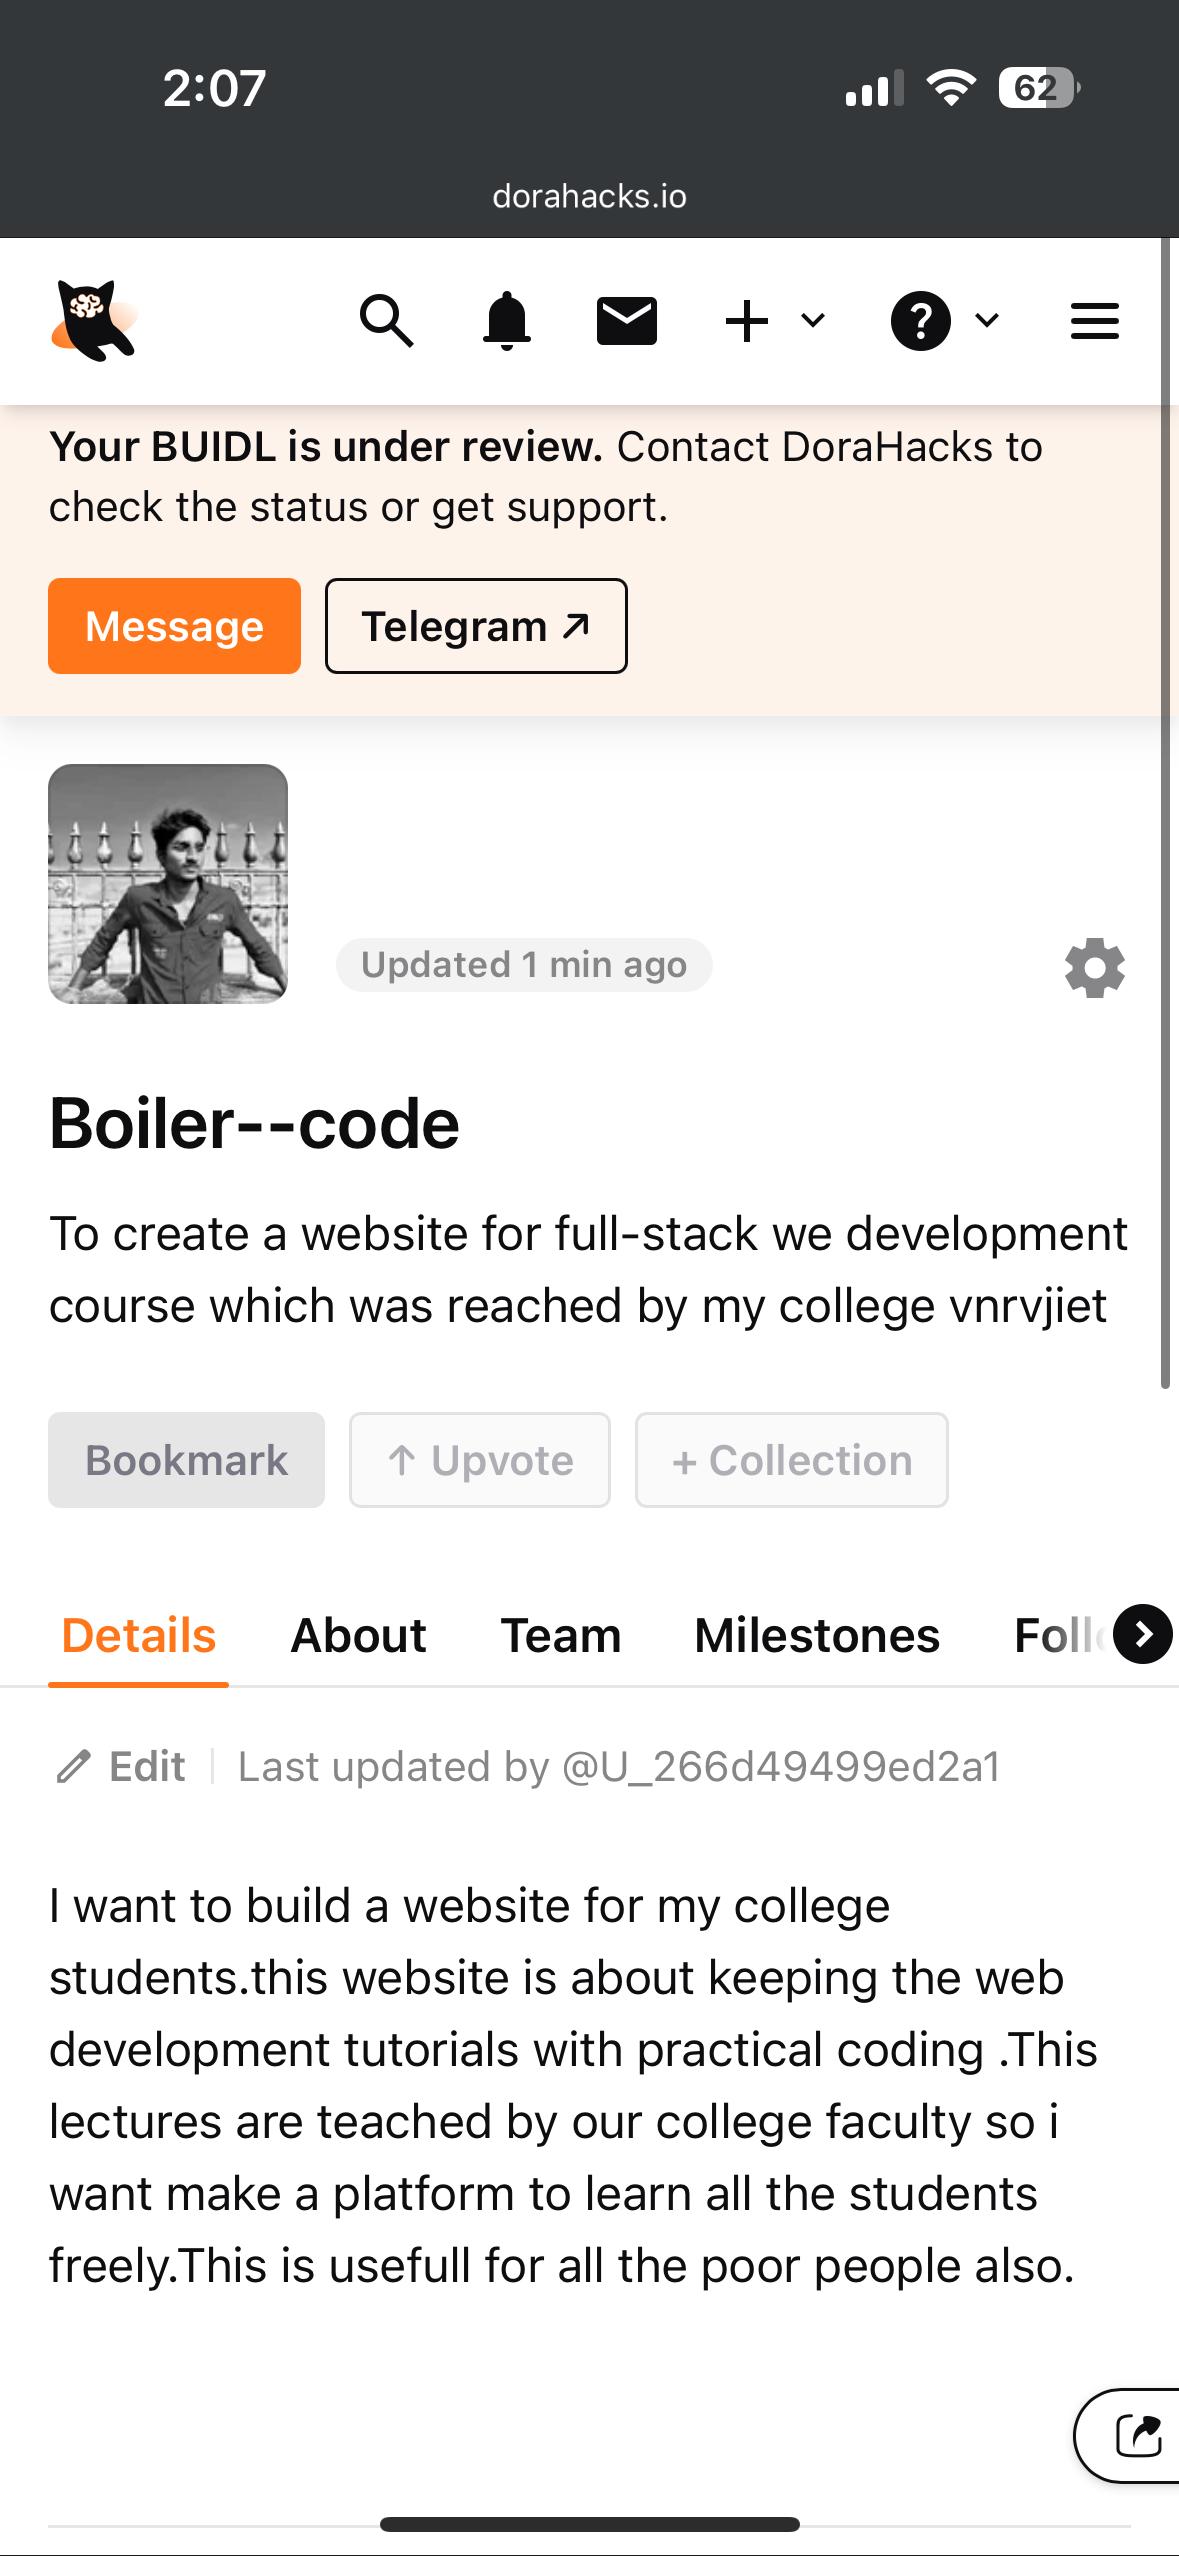 2:07
62
dorahacks.io
?
Your BUIDL is under review. Contact DoraHacks to
check the status or get support.
Message
Telegram ↗
Updated 1 min ago
Boiler--code
To create a website for full-stack we development
course which was reached by my college vnrvjiet
Bookmark
↑ Upvote
+ Collection
Details
About
Team
Milestones
Foll
Edit
Last updated by @U_266d49499ed2a1
I want to build a website for my college
students.this website is about keeping the web
development tutorials with practical coding .This
lectures are teached by our college faculty so i
want make a platform to learn all the students
freely.This is usefull for all the poor people also.